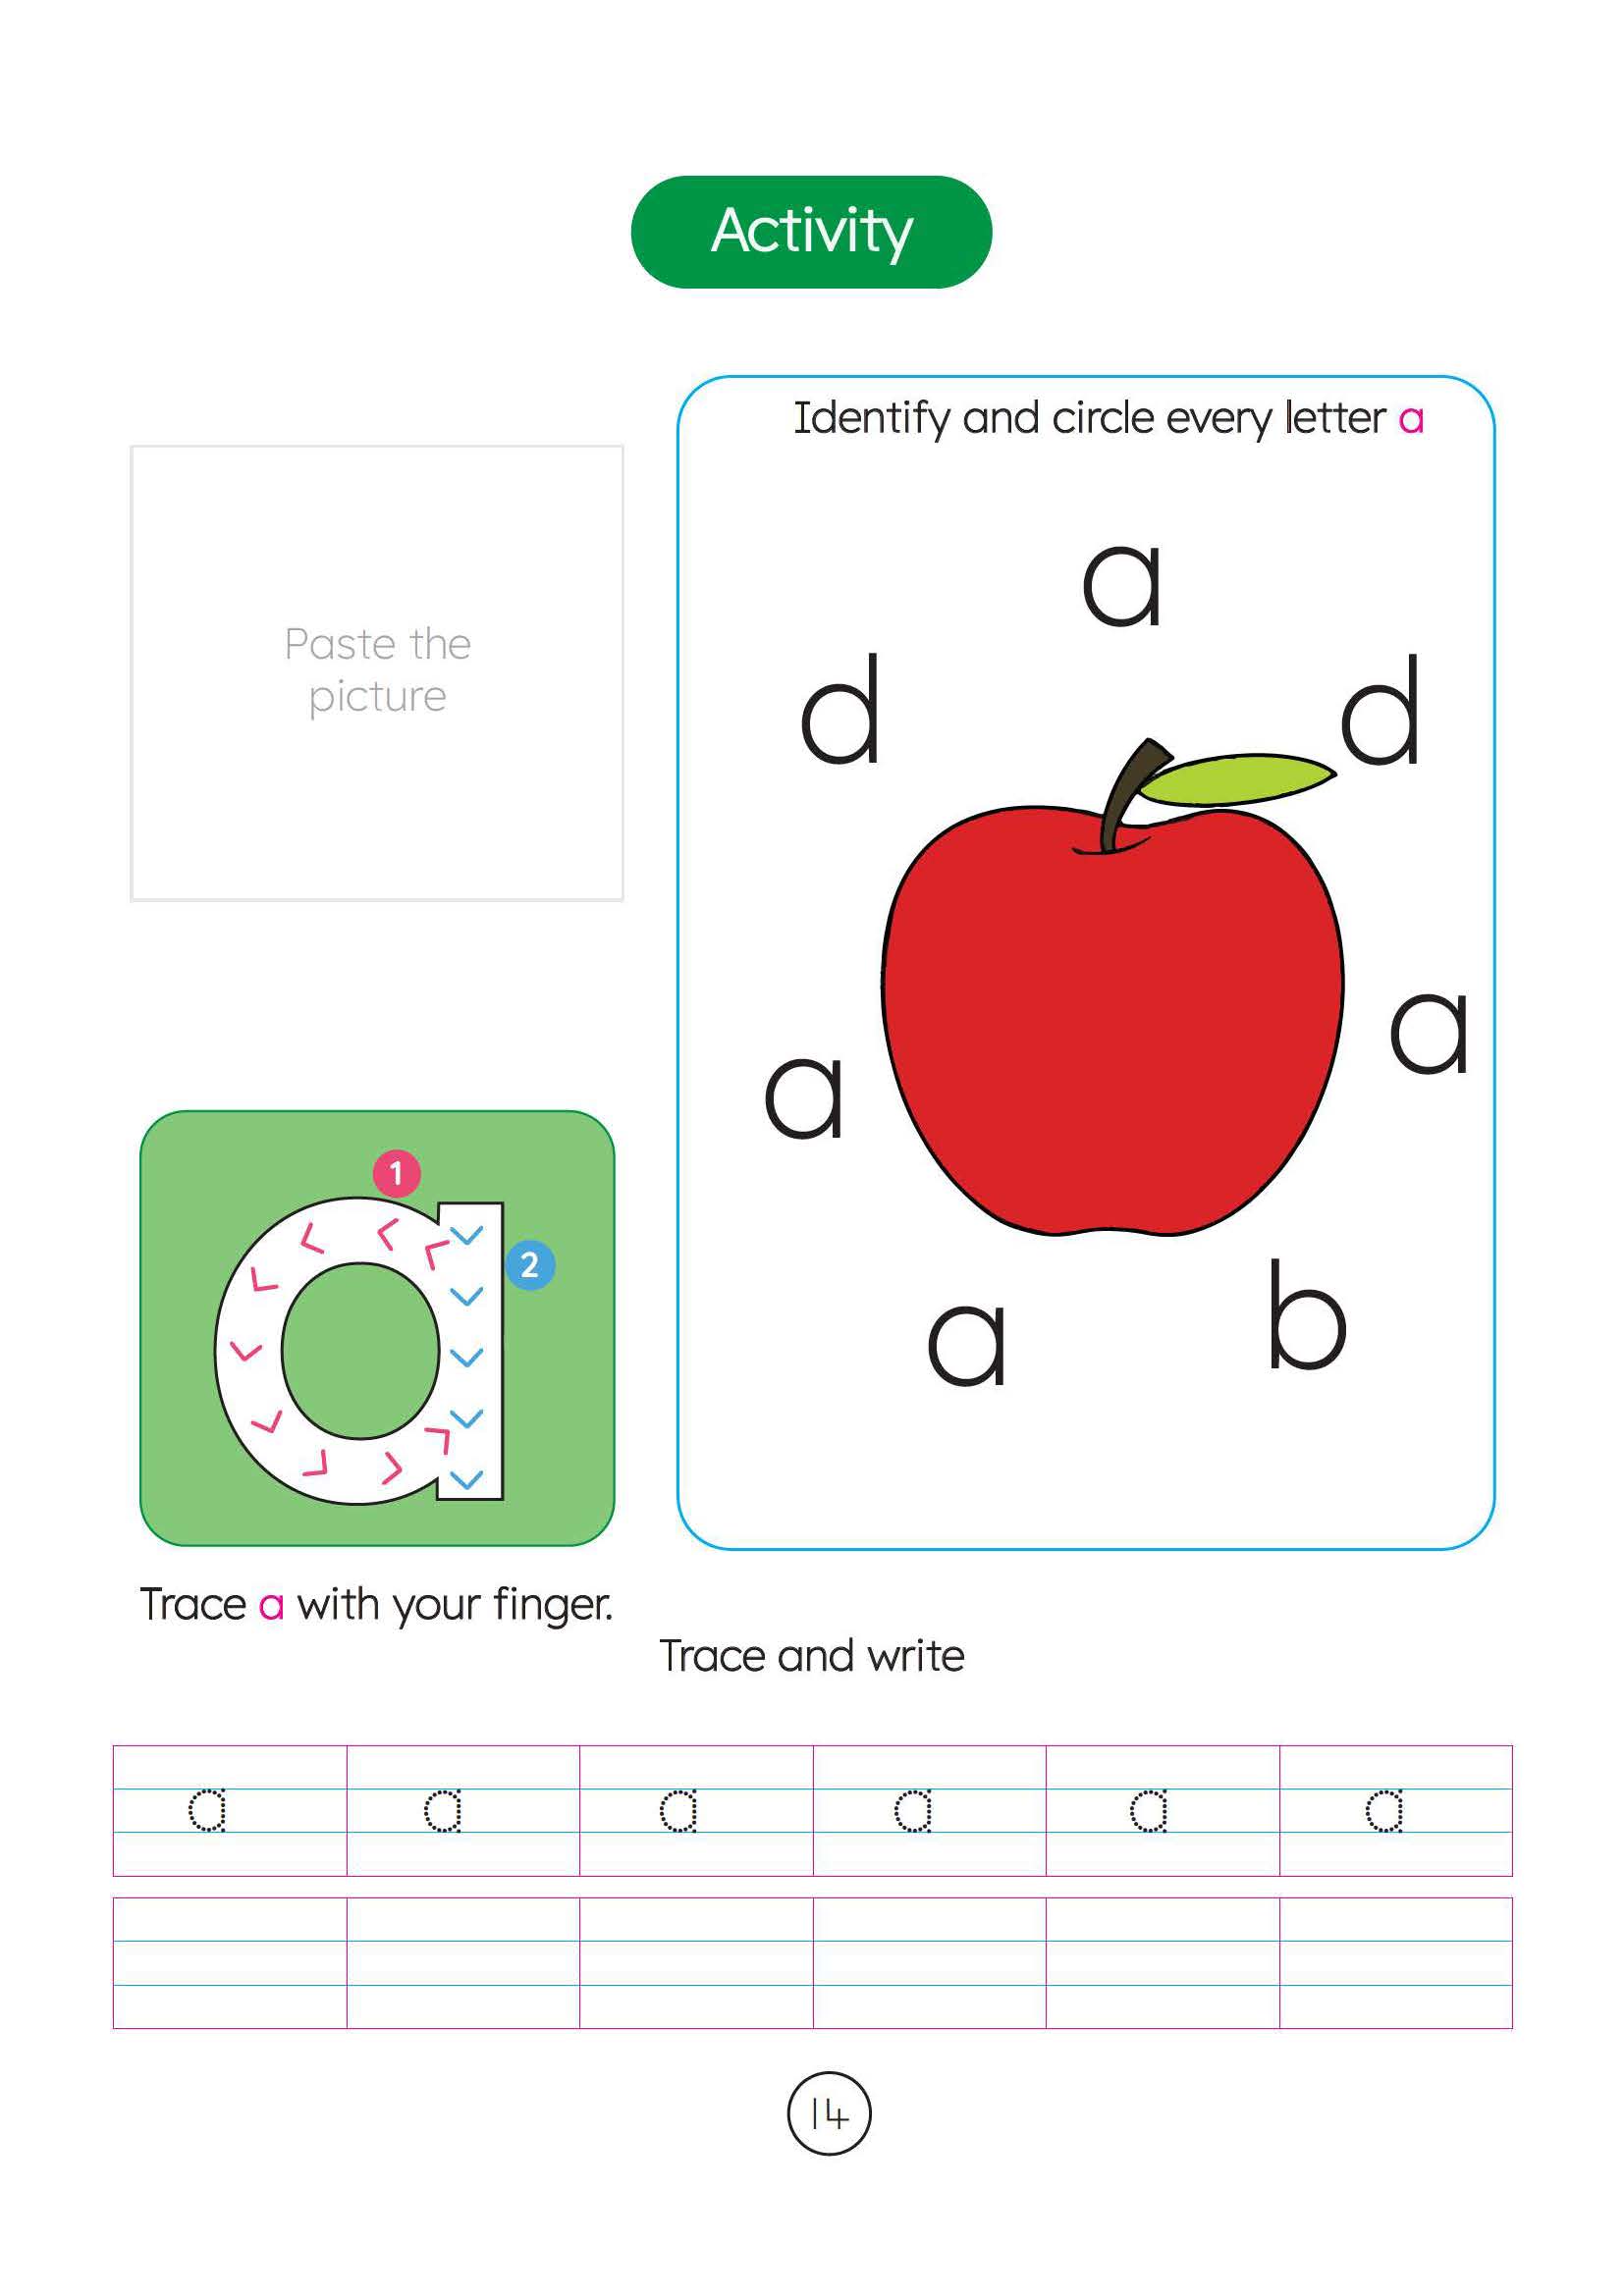 Activity
Paste the
picture
Identify and circle every letter a
a
d d
a
a
a b
1
2
Trace a with your finger.
Trace and write
a a a a a a
14